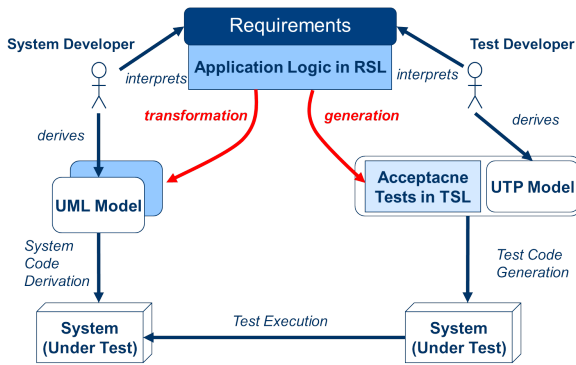 Requirements
System Developer
Test Developer
Application Logic in RSL
interprets
interprets
transformation
generation
derives
derives
UML Model
Acceptacne
Tests in TSL
UTP Model
System
Code
Derivation
Test Code
Generation
System
(Under Test)
Test Execution
System
(Under Test)